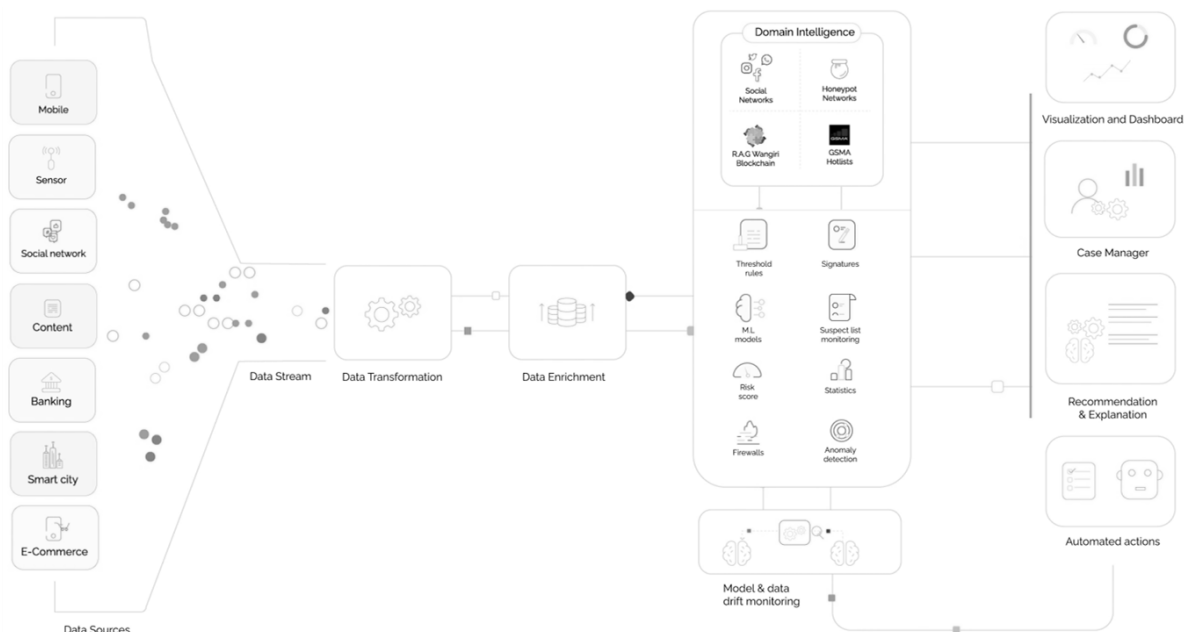 Mobile
Sensor
Social network
Content
Banking
Smart city
E-Commerce
Data Sources
Data Stream
Data Transformation
Data Enrichment
Domain Intelligence
Social
Networks
Honeypot
Networks
R.A.G Wangiri
Blockchain
GSMA
GSMA
Hotlists
Threshold
rules
Signatures
M.L
models
Suspect list
monitoring
Risk
score
Statistics
Firewalls
Anomaly
detection
Model & data
drift monitoring
Visualization and Dashboard
Case Manager
Recommendation
& Explanation
Automated actions